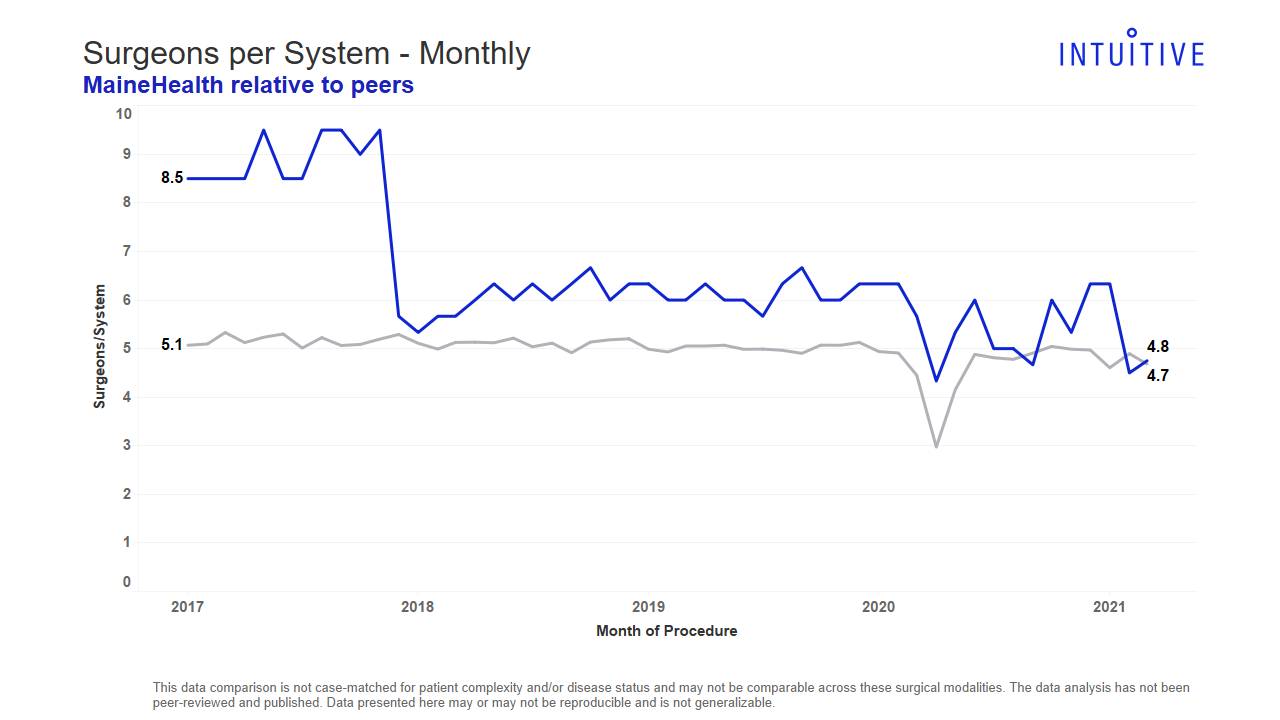 Surgeons per System - Monthly
INTUITIVE
MaineHealth relative to peers
10
9
8.5
8
7
6
5.1
5
4.8
4.7
4
3
2
1
0
Surgeons/System
2017
2018
2019
2020
2021
Month of Procedure
This data comparison is not case-matched for patient complexity and/or disease status and may not be comparable across these surgical modalities. The data analysis has not been
peer-reviewed and published. Data presented here may or may not be reproducible and is not generalizable.